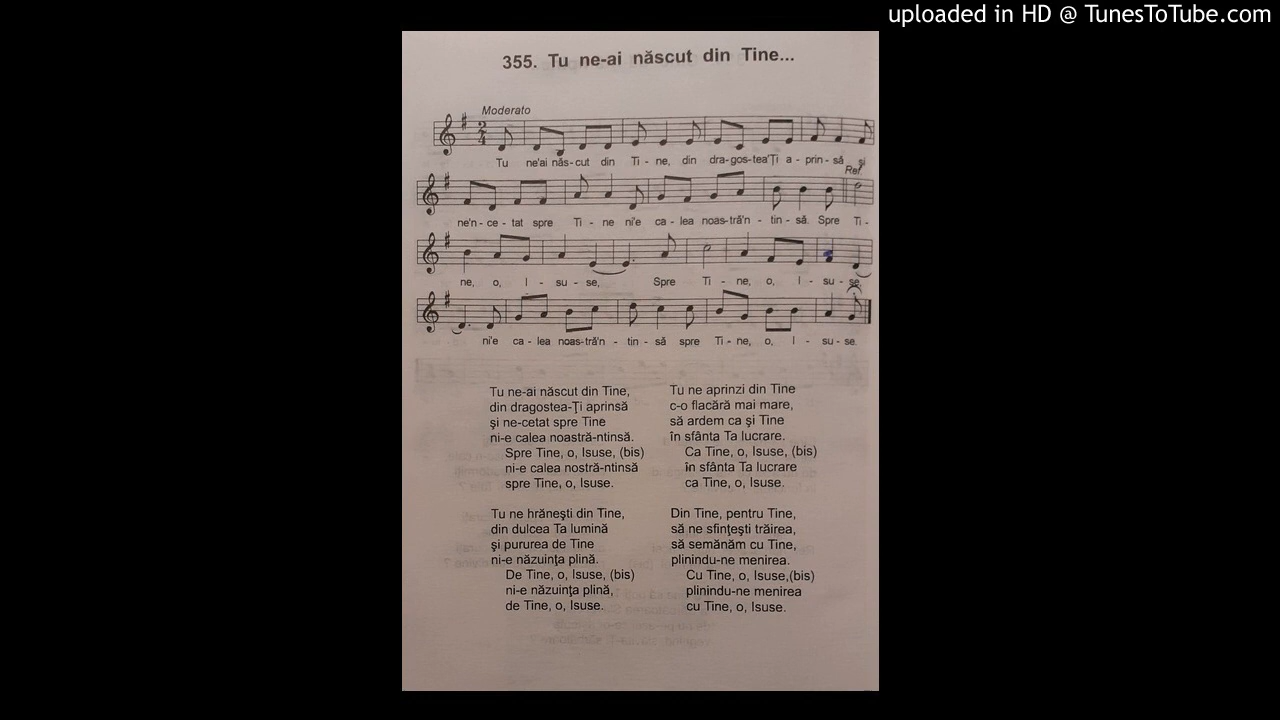 uploaded in HD @ TunesToTube.com
355. Tu ne-ai născut din Tine...
Moderato
Tu ne'ai năs-cut din Ti - ne, din dra-gos-tea'Ți a - prin-să și
Ref.
ne'n-ce-tat spre Ti - ne ni'e ca-lea noas-tră'n - tin-să. Spre Ti-
ne, o, I - su - se, Spre Ti - ne, o, I - su - se,
ni'e ca-lea noas-tră'n - tin-să spre Ti-ne, o, I - su-se.
Tu ne-ai născut din Tine,
din dragostea-Ţi aprinsă
şi ne-cetat spre Tine
ni-e calea noastră-ntinsă.
Spre Tine, o, Isuse, (bis)
ni-e calea nostră-ntinsă
spre Tine, o, Isuse.
Tu ne hrăneşti din Tine,
din dulcea Ta lumină
şi pururea de Tine
ni-e năzuinţa plină.
De Tine, o, Isuse, (bis)
ni-e năzuinţa plină,
de Tine, o, Isuse.
Tu ne aprinzi din Tine
c-o flacără mai mare,
să ardem ca şi Tine
în sfânta Ta lucrare.
Ca Tine, o, Isuse, (bis)
în sfânta Ta lucrare
ca Tine, o, Isuse.
Din Tine, pentru Tine,
să ne sfinţeşti trăirea,
să semănăm cu Tine,
plinindu-ne menirea.
Cu Tine, o, Isuse,(bis)
plinindu-ne menirea
cu Tine, o, Isuse.